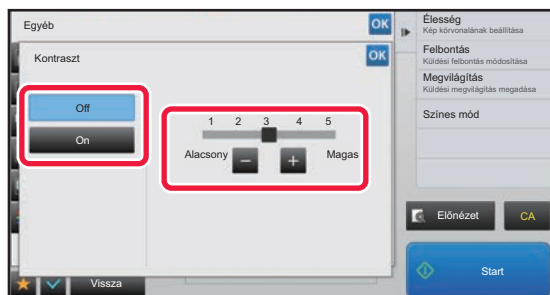 Egyéb
OK
Kontraszt
OK
Off
On
1 2 3 4 5
Alacsony
Magas
Vissza
Élesség
Kép körvonalának beállítása
Felbontás
Küldési felbontás módosítása
Megvilágítás
Küldési megvilágítás megadása
Színes mód
Előnézet
CA
Start